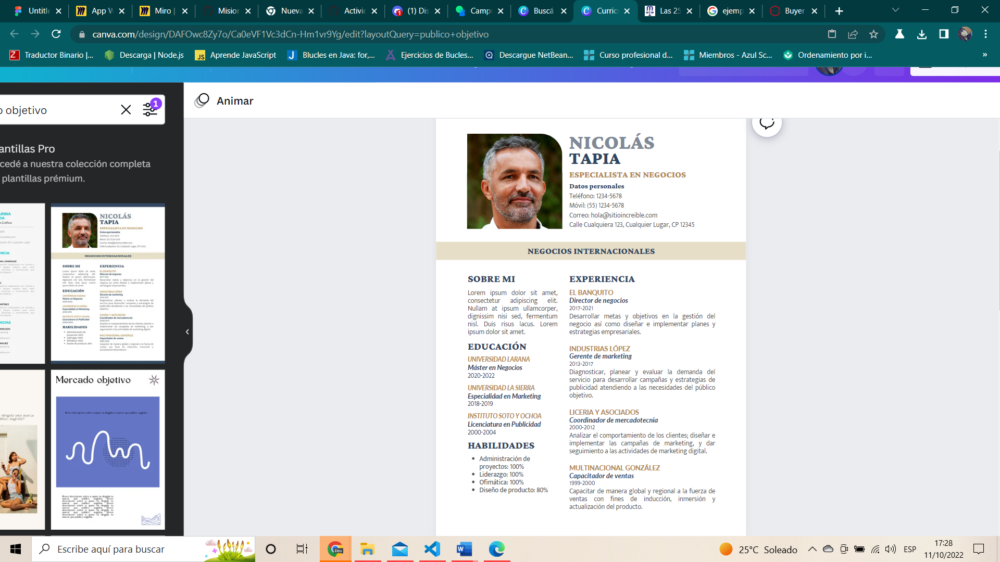 Untitle
App W
Miro |
Mision
Nueva
Activid
(1) Dis
Camp
Buscá
Curric
Las 25
ejemp
Buyer
canva.com/design/DAFOwc8Zy7o/Ca0eVF1Vc3dCn-Hm1vr9Yg/edit?layoutQuery=publico+objetivo
Traductor Binario |...
Descarga | Node.js
Aprende JavaScript
Blucles en Java: for,...
Ejercicios de Bucles...
Descargue NetBean...
Curso profesional d...
Miembros - Azul Sc...
Ordenamiento por i...
»
o objetivo
1
Animar
antillas Pro
cedé a nuestra colección completa
plantillas prémium.
NICOLÁS
TAPIA
ESPECIALISTA EN NEGOCIOS
Datos personales
Teléfono: 1234-5678
Móvil: (55) 1234-5678
Correo: hola@sitioincreible.com
Calle Cualquiera 123, Cualquier Lugar, CP 12345
NEGOCIOS INTERNACIONALES
SOBRE MI
Lorem ipsum dolor sit amet,
consectetur adipiscing elit.
Nullam at ipsum ullamcorper,
dignissim nisi sed, fermentum
nisl. Duis risus lacus. Lorem
ipsum dolor sit amet.
EDUCACIÓN
UNIVERSIDAD LARANA
Máster en Negocios
2020-2022
UNIVERSIDAD LA SIERRA
Especialidad en Marketing
2018-2019
INSTITUTO SOTO Y OCHOA
Licenciatura en Publicidad
2000-2004
HABILIDADES
• Administración de
proyectos: 100%
• Liderazgo: 100%
• Ofimática: 100%
• Diseño de producto: 80%
EXPERIENCIA
EL BANQUITO
Director de negocios
2017-2021
Desarrollar metas y objetivos en la gestión del
negocio así como diseñar e implementar planes y
estrategias empresariales.
INDUSTRIAS LÓPEZ
Gerente de marketing
2013-2017
Diagnosticar, planear y evaluar la demanda del
servicio para desarrollar campañas y estrategias de
publicidad atendiendo a las necesidades del público
objetivo.
LICERIA Y ASOCIADOS
Coordinador de mercadotecnia
2000-2012
Analizar el comportamiento de los clientes; diseñar e
implementar las campañas de marketing, y dar
seguimiento a las actividades de marketing digital.
MULTINACIONAL GONZÁLEZ
Capacitador de ventas
1999-2000
Capacitar de manera global y regional a la fuerza de
ventas con fines de inducción, inmersión y
actualización del producto.
NICOLÁS
TAPIA
ESPECIALISTA EN NEGOCIOS
Datos personales
NEGOCIOS INTERNACIONALES
SOBRE MI
EXPERIENCIA
EDUCACIÓN
HABILIDADES
Mercado objetivo
Escribe aquí para buscar
Dev
25°C Soleado
ESP
17:28
11/10/2022